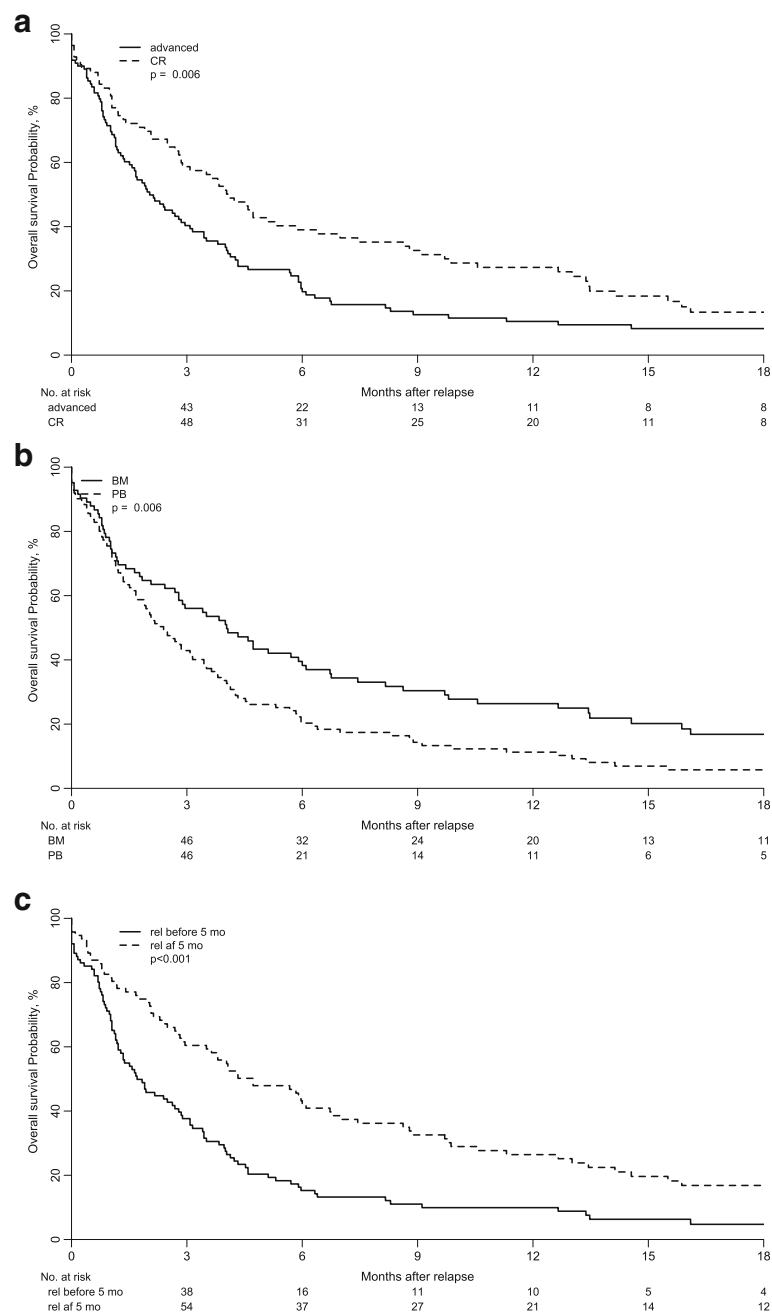 a
100
80
60
40
20
0
Overall survival Probability, %
advanced
CR
p = 0.006
0 3 6 9 12 15 18
Months after relapse
No. at risk
advanced 43 22 13 11 8 8
CR 48 31 25 20 11 8
b
100
80
60
40
20
0
Overall survival Probability, %
BM
PB
p = 0.006
0 3 6 9 12 15 18
Months after relapse
No. at risk
BM 46 32 24 20 13 11
PB 46 21 14 11 6 5
c
100
80
60
40
20
0
Overall survival Probability, %
rel before 5 mo
rel af 5 mo
p<0.001
0 3 6 9 12 15 18
Months after relapse
No. at risk
rel before 5 mo 38 16 11 10 5 4
rel af 5 mo 54 37 27 21 14 12